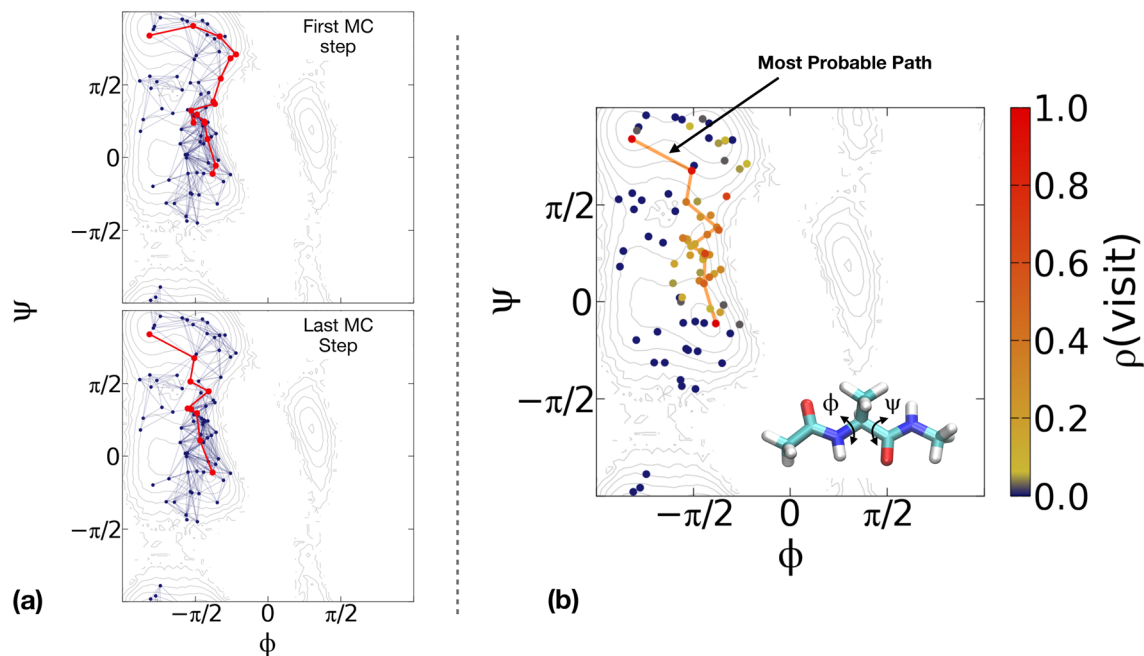 First MC
step
π/2
0
−π/2
Ψ
Last MC
Step
π/2
0
−π/2
−π/2
0
π/2
ϕ
(a)
Most Probable Path
π/2
0
−π/2
Ψ
−π/2
0
π/2
ϕ
ϕ
ψ
(b)
1.0
0.8
0.6
0.4
0.2
0.0
ρ(visit)